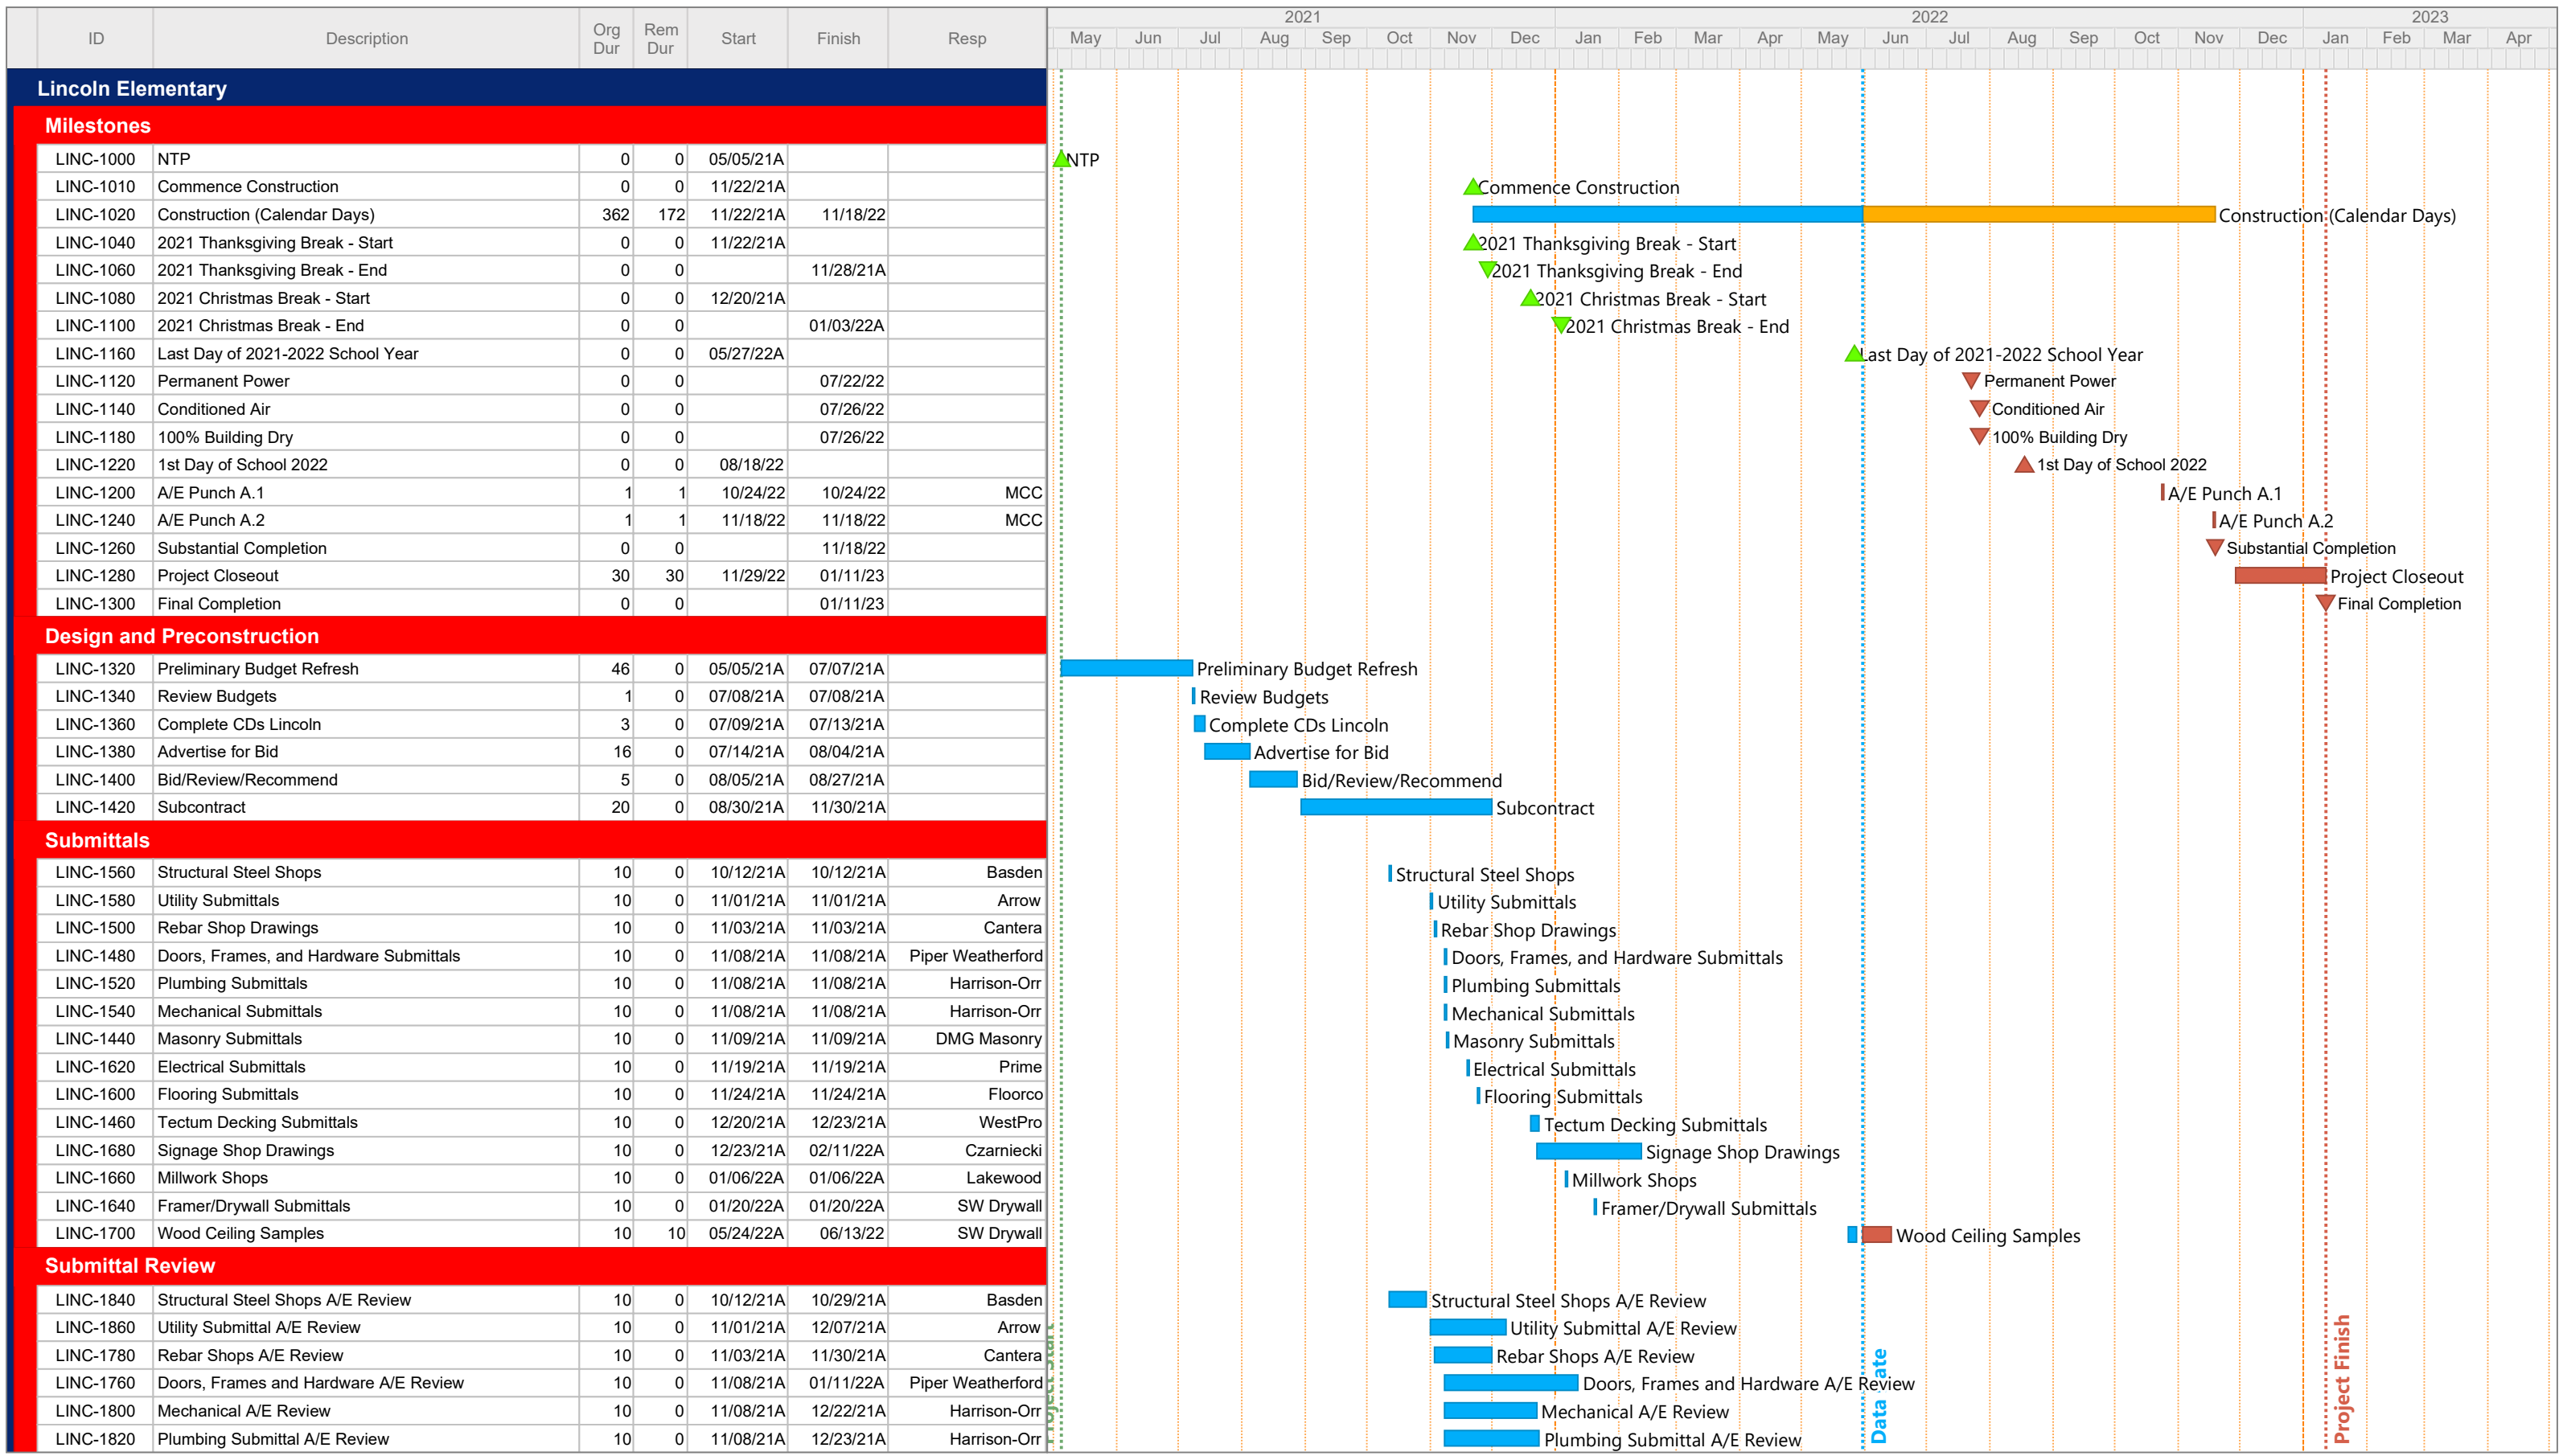 2021 2022 2023
ID Description Org Dur Rem Dur Start Finish Resp May Jun Jul Aug Sep Oct Nov Dec Jan Feb Mar Apr May Jun Jul Aug Sep Oct Nov Dec Jan Feb Mar Apr
Lincoln Elementary
Milestones
LINC-1000 NTP 0 0 05/05/21A NTP
LINC-1010 Commence Construction 0 0 11/22/21A Commence Construction
LINC-1020 Construction (Calendar Days) 362 172 11/22/21A 11/18/22 Construction (Calendar Days)
LINC-1040 2021 Thanksgiving Break - Start 0 0 11/22/21A 2021 Thanksgiving Break - Start
LINC-1060 2021 Thanksgiving Break - End 0 0 11/28/21A 2021 Thanksgiving Break - End
LINC-1080 2021 Christmas Break - Start 0 0 12/20/21A 2021 Christmas Break - Start
LINC-1100 2021 Christmas Break - End 0 0 01/03/22A 2021 Christmas Break - End
LINC-1160 Last Day of 2021-2022 School Year 0 0 05/27/22A Last Day of 2021-2022 School Year
LINC-1120 Permanent Power 0 0 07/22/22 Permanent Power
LINC-1140 Conditioned Air 0 0 07/26/22 Conditioned Air
LINC-1180 100% Building Dry 0 0 07/26/22 100% Building Dry
LINC-1220 1st Day of School 2022 0 0 08/18/22 1st Day of School 2022
LINC-1200 A/E Punch A.1 1 1 10/24/22 10/24/22 MCC A/E Punch A.1
LINC-1240 A/E Punch A.2 1 1 11/18/22 11/18/22 MCC A/E Punch A.2
LINC-1260 Substantial Completion 0 0 11/18/22 Substantial Completion
LINC-1280 Project Closeout 30 30 11/29/22 01/11/23 Project Closeout
LINC-1300 Final Completion 0 0 01/11/23 Final Completion
Design and Preconstruction
LINC-1320 Preliminary Budget Refresh 46 0 05/05/21A 07/07/21A Preliminary Budget Refresh
LINC-1340 Review Budgets 1 0 07/08/21A 07/08/21A Review Budgets
LINC-1360 Complete CDs Lincoln 3 0 07/09/21A 07/13/21A Complete CDs Lincoln
LINC-1380 Advertise for Bid 16 0 07/14/21A 08/04/21A Advertise for Bid
LINC-1400 Bid/Review/Recommend 5 0 08/05/21A 08/27/21A Bid/Review/Recommend
LINC-1420 Subcontract 20 0 08/30/21A 11/30/21A Subcontract
Submittals
LINC-1560 Structural Steel Shops 10 0 10/12/21A 10/12/21A Basden Structural Steel Shops
LINC-1580 Utility Submittals 10 0 11/01/21A 11/01/21A Arrow Utility Submittals
LINC-1500 Rebar Shop Drawings 10 0 11/03/21A 11/03/21A Cantera Rebar Shop Drawings
LINC-1480 Doors, Frames, and Hardware Submittals 10 0 11/08/21A 11/08/21A Piper Weatherford Doors, Frames, and Hardware Submittals
LINC-1520 Plumbing Submittals 10 0 11/08/21A 11/08/21A Harrison-Orr Plumbing Submittals
LINC-1540 Mechanical Submittals 10 0 11/08/21A 11/08/21A Harrison-Orr Mechanical Submittals
LINC-1440 Masonry Submittals 10 0 11/09/21A 11/09/21A DMG Masonry Masonry Submittals
LINC-1620 Electrical Submittals 10 0 11/19/21A 11/19/21A Prime Electrical Submittals
LINC-1600 Flooring Submittals 10 0 11/24/21A 11/24/21A Floorco Flooring Submittals
LINC-1460 Tectum Decking Submittals 10 0 12/20/21A 12/23/21A WestPro Tectum Decking Submittals
LINC-1680 Signage Shop Drawings 10 0 12/23/21A 02/11/22A Czarniecki Signage Shop Drawings
LINC-1660 Millwork Shops 10 0 01/06/22A 01/06/22A Lakewood Millwork Shops
LINC-1640 Framer/Drywall Submittals 10 0 01/20/22A 01/20/22A SW Drywall Framer/Drywall Submittals
LINC-1700 Wood Ceiling Samples 10 10 05/24/22A 06/13/22 SW Drywall Wood Ceiling Samples
Submittal Review
LINC-1840 Structural Steel Shops A/E Review 10 0 10/12/21A 10/29/21A Basden Structural Steel Shops A/E Review
LINC-1860 Utility Submittal A/E Review 10 0 11/01/21A 12/07/21A Arrow Utility Submittal A/E Review
LINC-1780 Rebar Shops A/E Review 10 0 11/03/21A 11/30/21A Cantera Rebar Shops A/E Review
LINC-1760 Doors, Frames and Hardware A/E Review 10 0 11/08/21A 01/11/22A Piper Weatherford Doors, Frames and Hardware A/E Review
LINC-1800 Mechanical A/E Review 10 0 11/08/21A 12/22/21A Harrison-Orr Mechanical A/E Review
LINC-1820 Plumbing Submittal A/E Review 10 0 11/08/21A 12/23/21A Harrison-Orr Plumbing Submittal A/E Review
Data Date
Project Finish